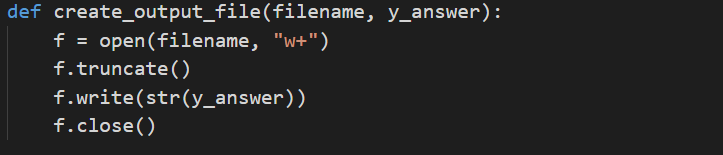 def create_output_file(filename, y_answer):
    f = open(filename, "w+")
    f.truncate()
    f.write(str(y_answer))
    f.close()